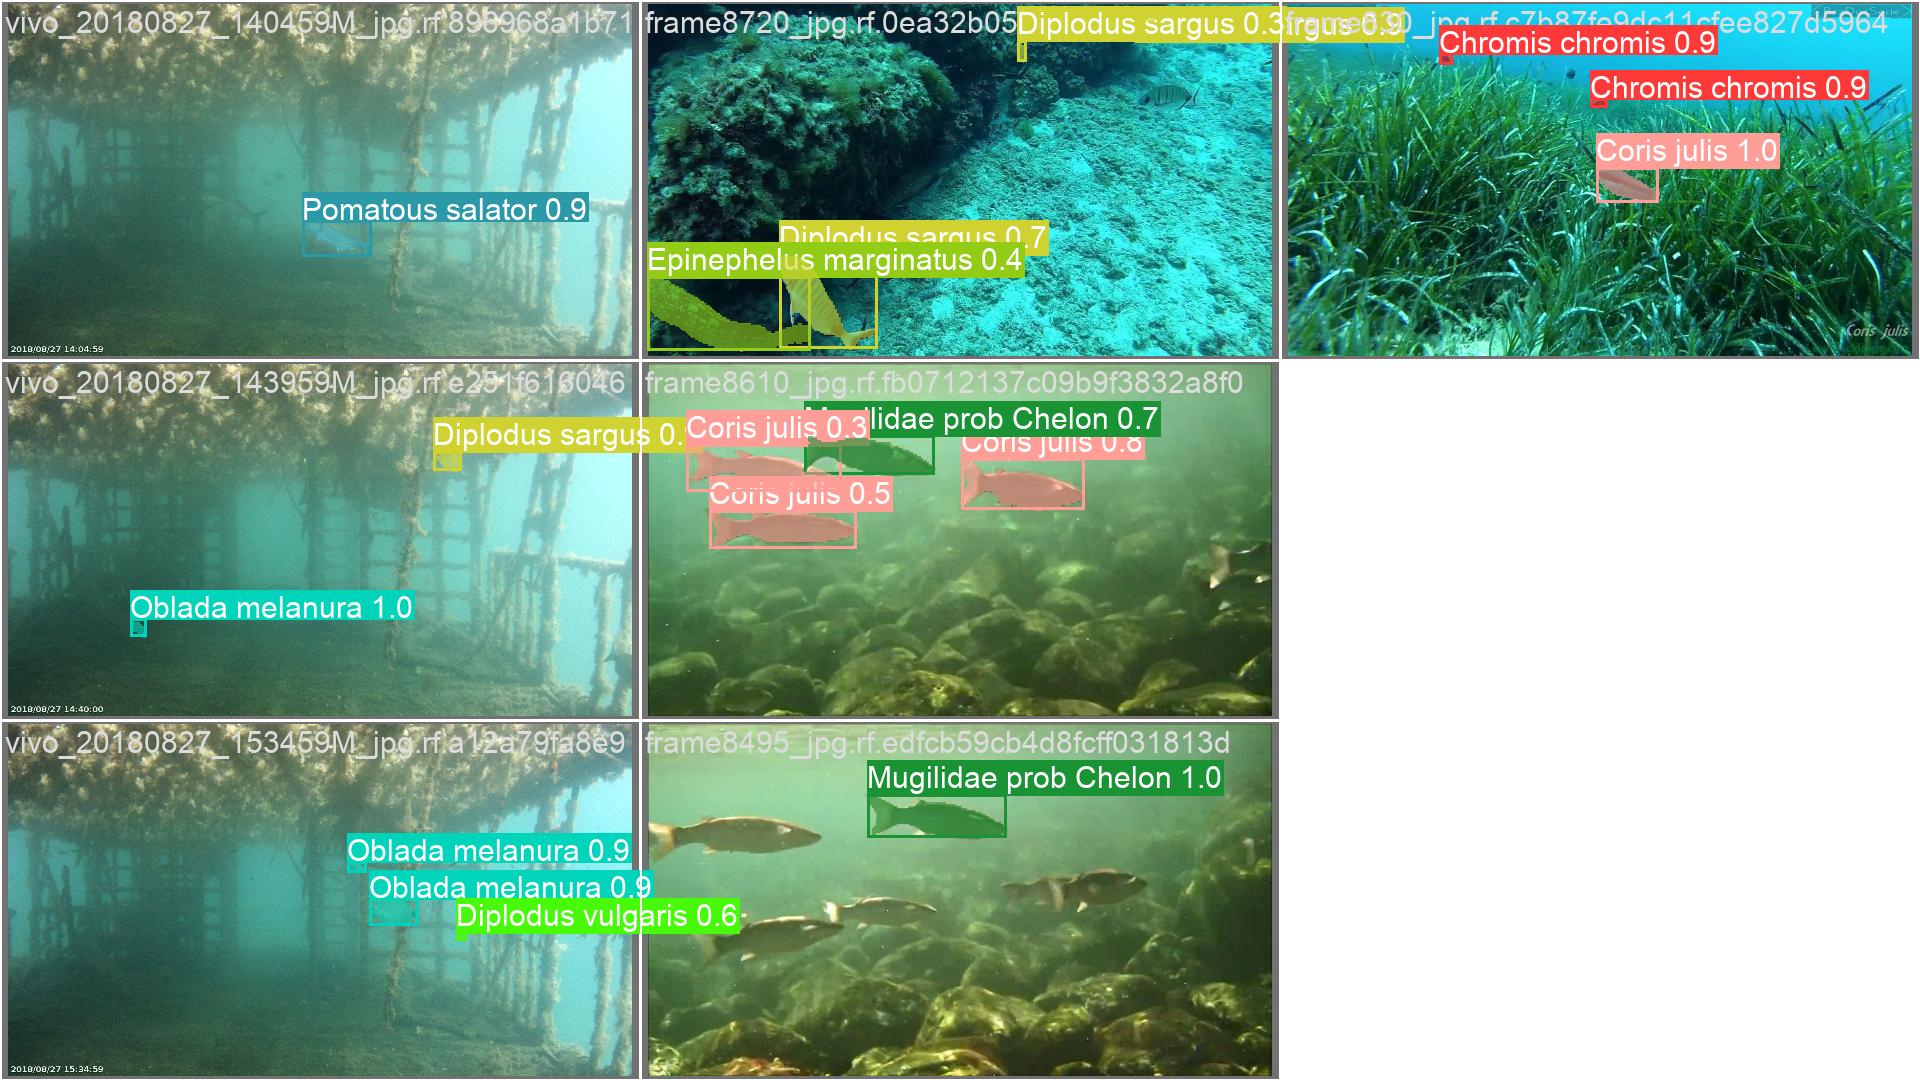 vivo_20180827_140459M_jpg.rf.896968a1b71
Pomatous salator 0.9
2018/08/27 14:04:59
frame8720_jpg.rf.0ea32b05
Diplodus sargus 0.3
Diplodus sargus 0.7
Epinephelus marginatus 0.4
jpg.rf.c7b87fe9dc11cfee827d5964
Chromis chromis 0.9
Chromis chromis 0.9
Coris julis 1.0
Coris julis
vivo_20180827_143959M_jpg.rf.e251f616046
Diplodus sargus 0.
Oblada melanura 1.0
2018/08/27 14:40:00
frame8610_jpg.rf.fb0712137c09b9f3832a8f0
Mugilidae prob Chelon 0.7
Coris julis 0.3
Coris julis 0.8
Coris julis 0.5
vivo_20180827_153459M_jpg.rf.a12a79fa8e9
Oblada melanura 0.9
Oblada melanura 0.9
Diplodus vulgaris 0.6
2018/08/27 15:34:59
frame8495_jpg.rf.edfcb59cb4d8fcff031813d
Mugilidae prob Chelon 1.0